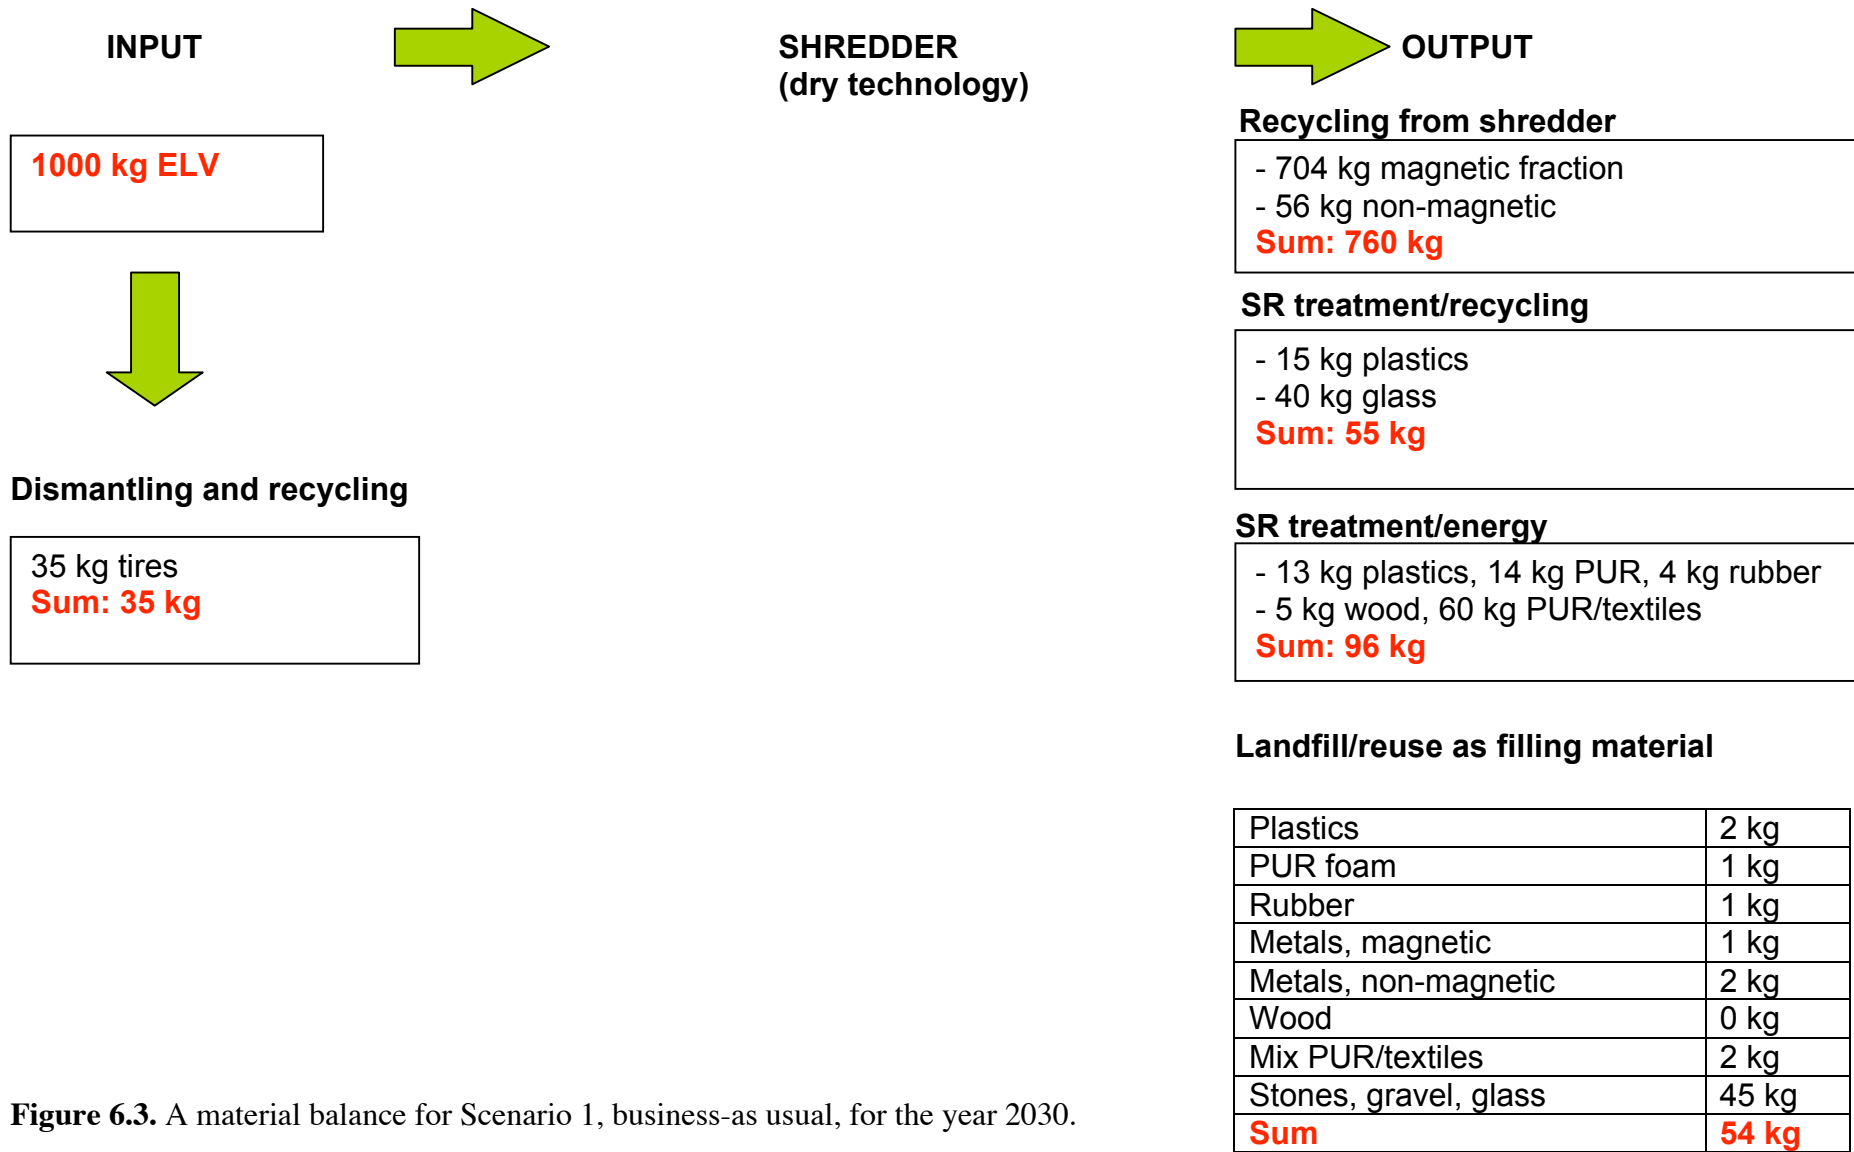 INPUT
SHREDDER
(dry technology)
OUTPUT
1000 kg ELV
Dismantling and recycling
35 kg tires
Sum: 35 kg
Recycling from shredder
- 704 kg magnetic fraction
- 56 kg non-magnetic
Sum: 760 kg
SR treatment/recycling
- 15 kg plastics
- 40 kg glass
Sum: 55 kg
SR treatment/energy
- 13 kg plastics, 14 kg PUR, 4 kg rubber
- 5 kg wood, 60 kg PUR/textiles
Sum: 96 kg
Landfill/reuse as filling material
Plastics 2 kg
PUR foam 1 kg
Rubber 1 kg
Metals, magnetic 1 kg
Metals, non-magnetic 2 kg
Wood 0 kg
Mix PUR/textiles 2 kg
Stones, gravel, glass 45 kg
Sum 54 kg
Figure 6.3. A material balance for Scenario 1, business-as usual, for the year 2030.